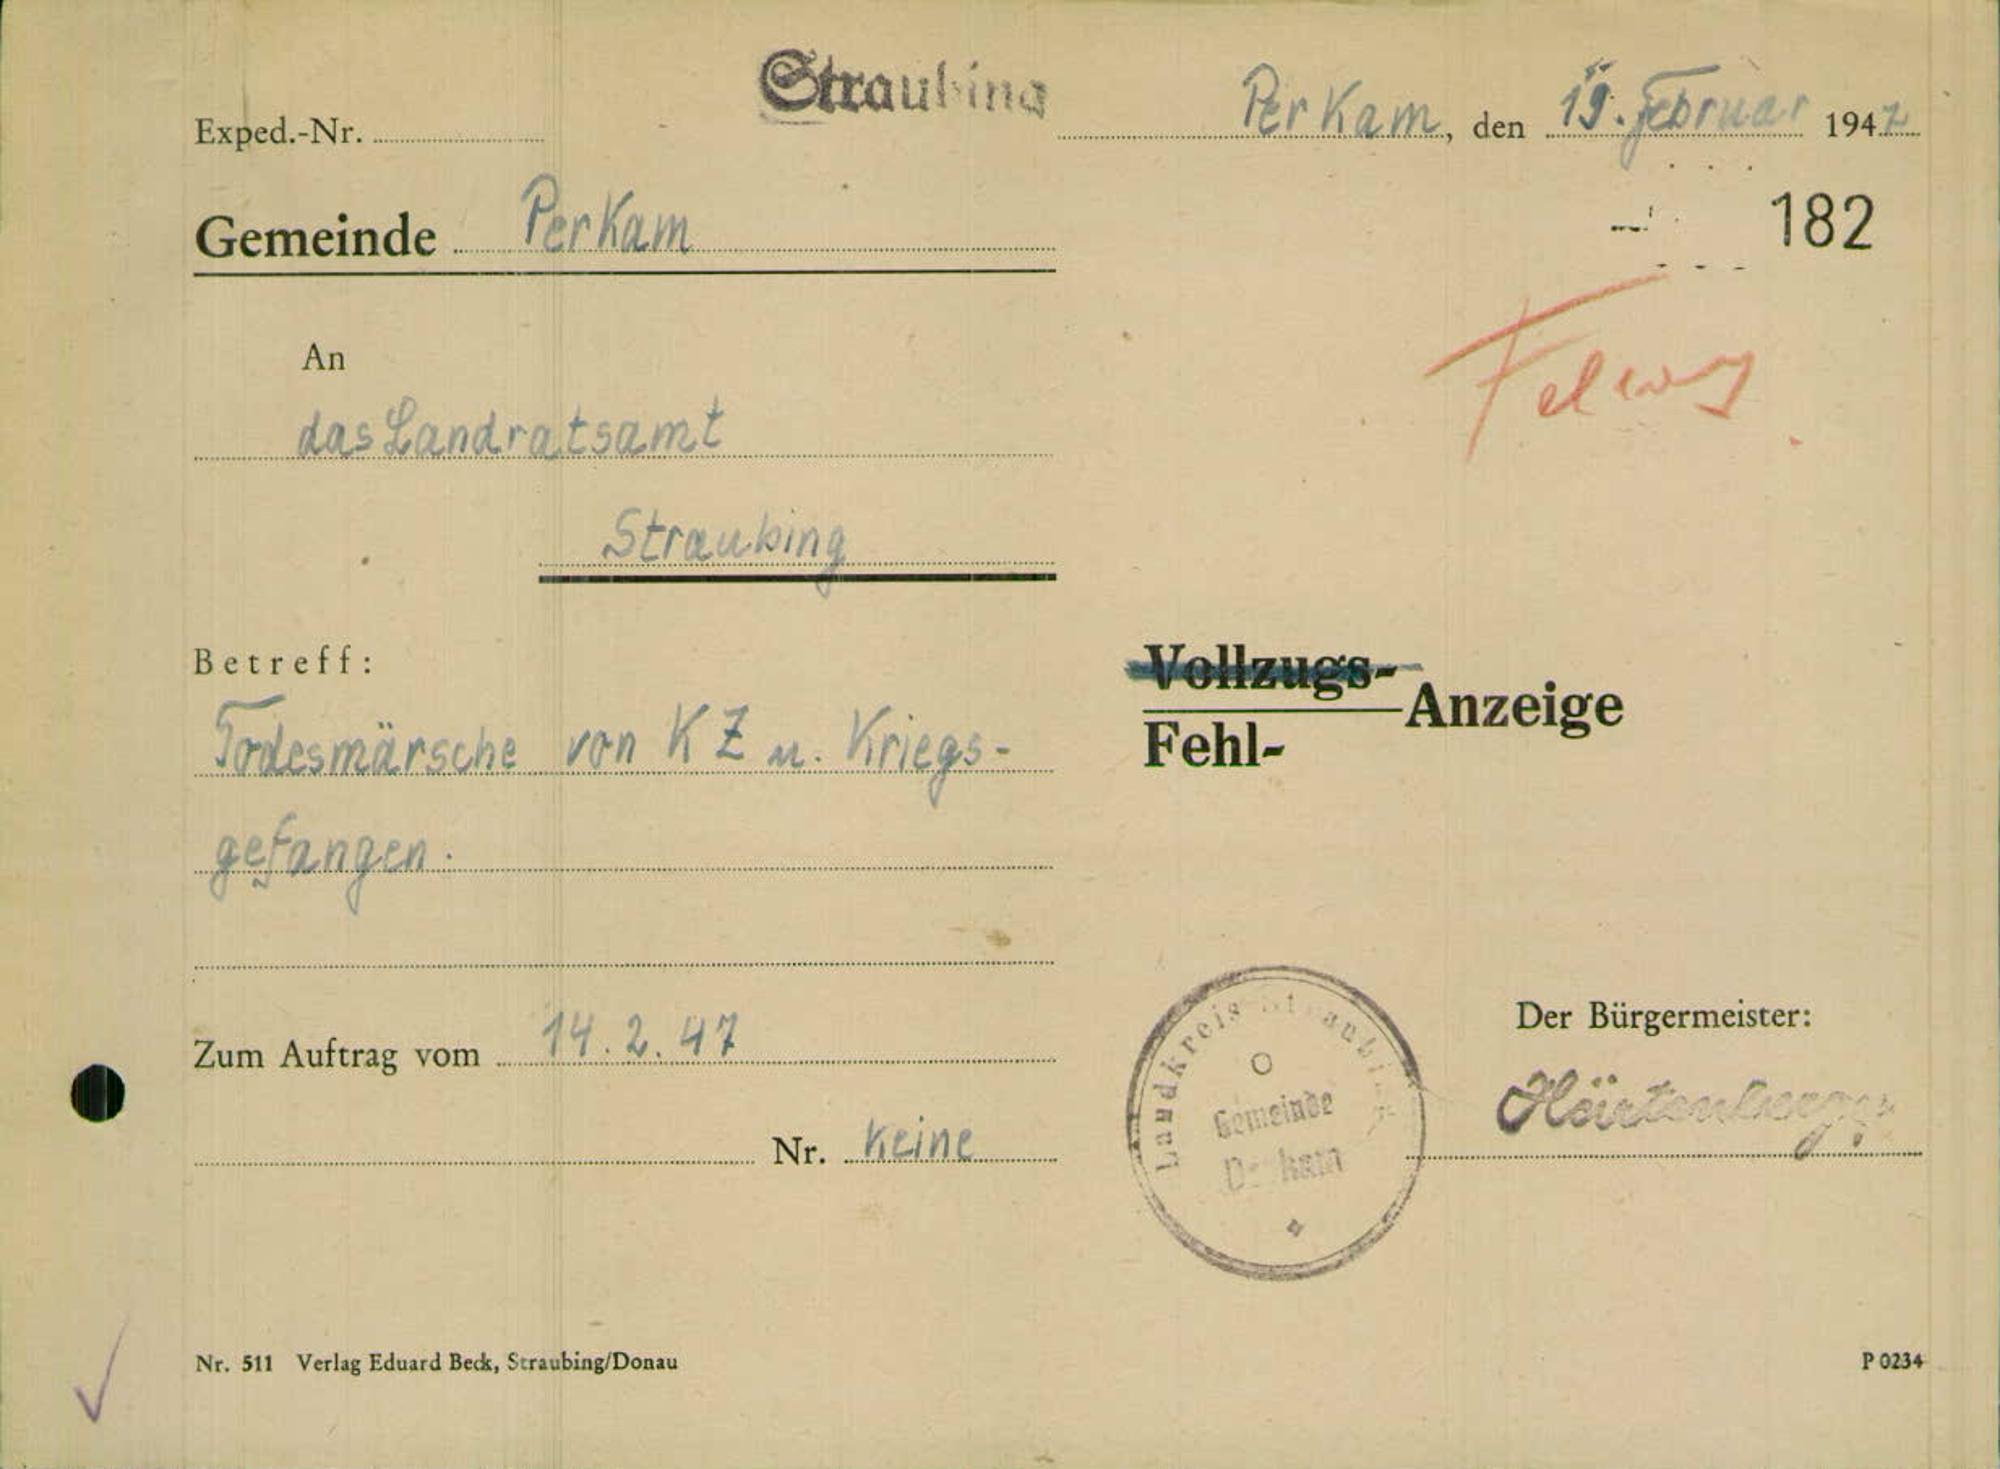 Straubing
Perkam, den 19. Februar 1947
Exped.-Nr.
Gemeinde Perkam
182
An
das Landratsamt
Straubing
Betreff:
Todesmärsche von KZ u. Kriegs-
gefangen.
Vollzugs-
Fehl- Anzeige
Zum Auftrag vom 14.2.47
Nr. Keine
Landkreis Straubing
Gemeinde
Perkam
Der Bürgermeister:
Nr. 511 Verlag Eduard Beck, Straubing/Donau
P 0234